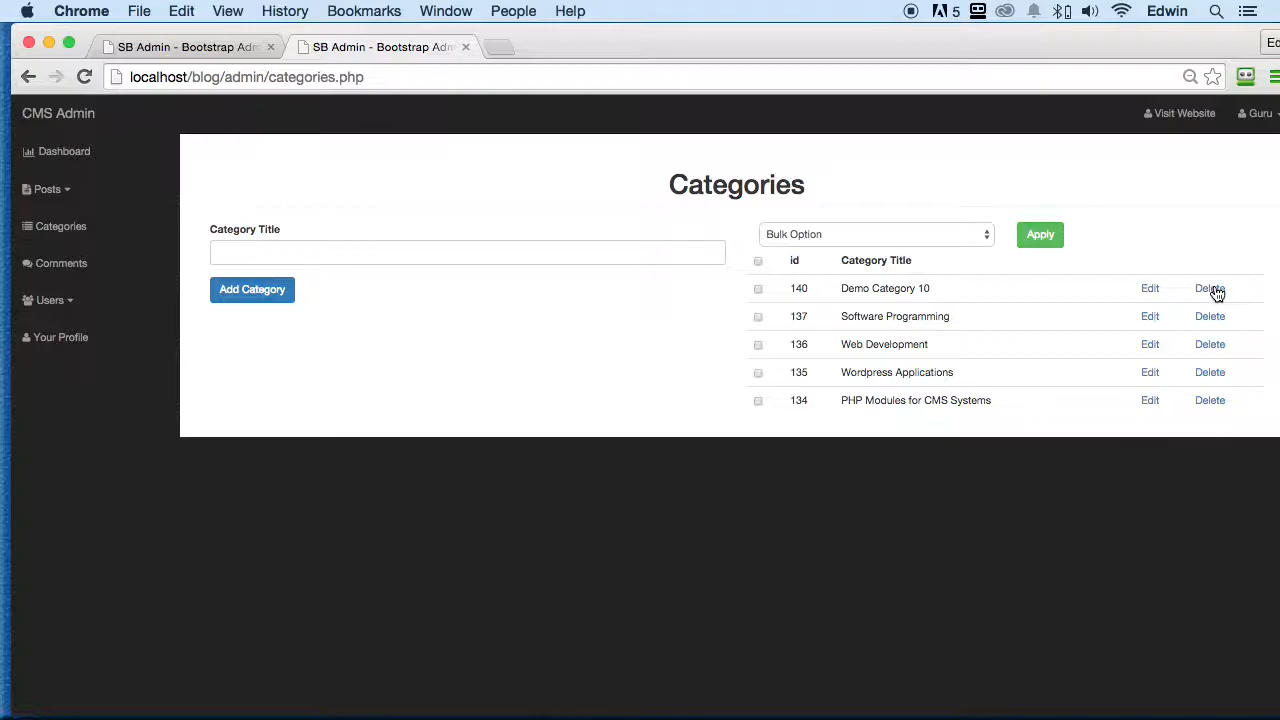 Chrome File Edit View History Bookmarks Window People Help 5 Edwin
SB Admin - Bootstrap Adm SB Admin - Bootstrap Adm
localhost/blog/admin/categories.php
CMS Admin Visit Website Guru
Dashboard
Posts
Categories
Comments
Users
Your Profile
Categories
Category Title
Add Category
Bulk Option Apply
id Category Title
140 Demo Category 10 Edit Delete
137 Software Programming Edit Delete
136 Web Development Edit Delete
135 Wordpress Applications Edit Delete
134 PHP Modules for CMS Systems Edit Delete